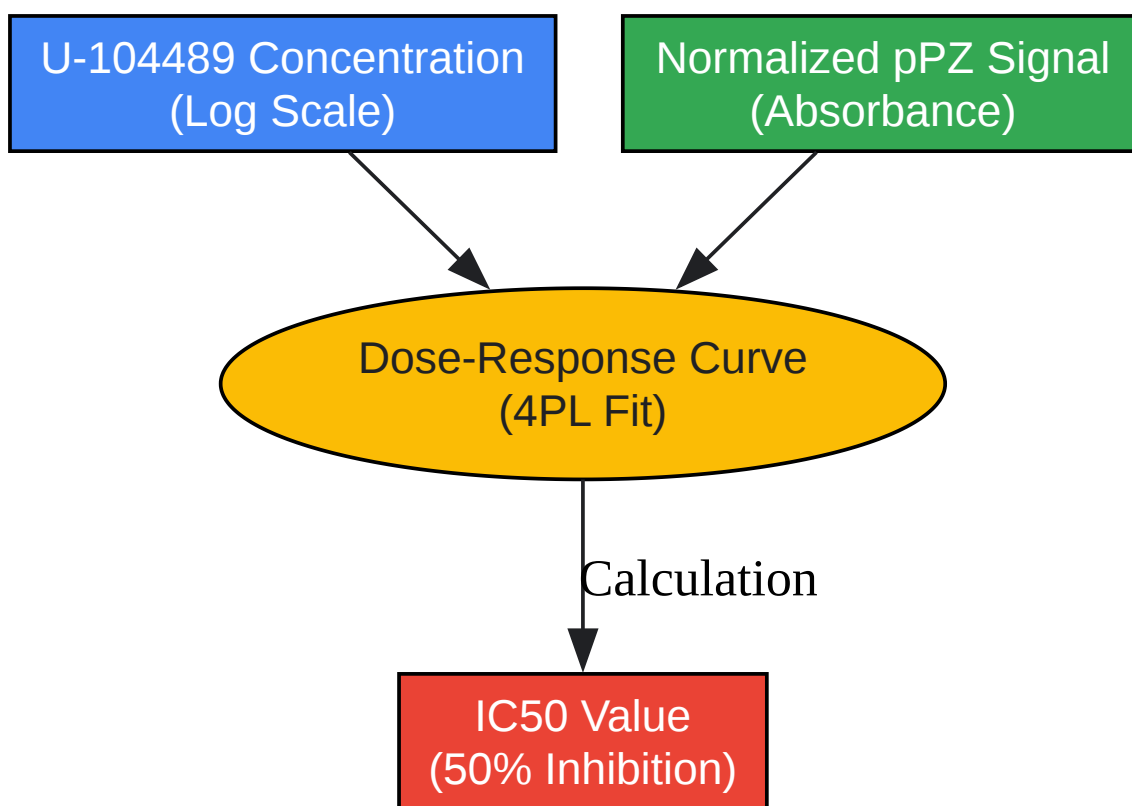 U-104489 Concentration
(Log Scale)
Normalized pPZ Signal
(Absorbance)
Dose-Response Curve
(4PL Fit)
Calculation
IC50 Value
(50% Inhibition)